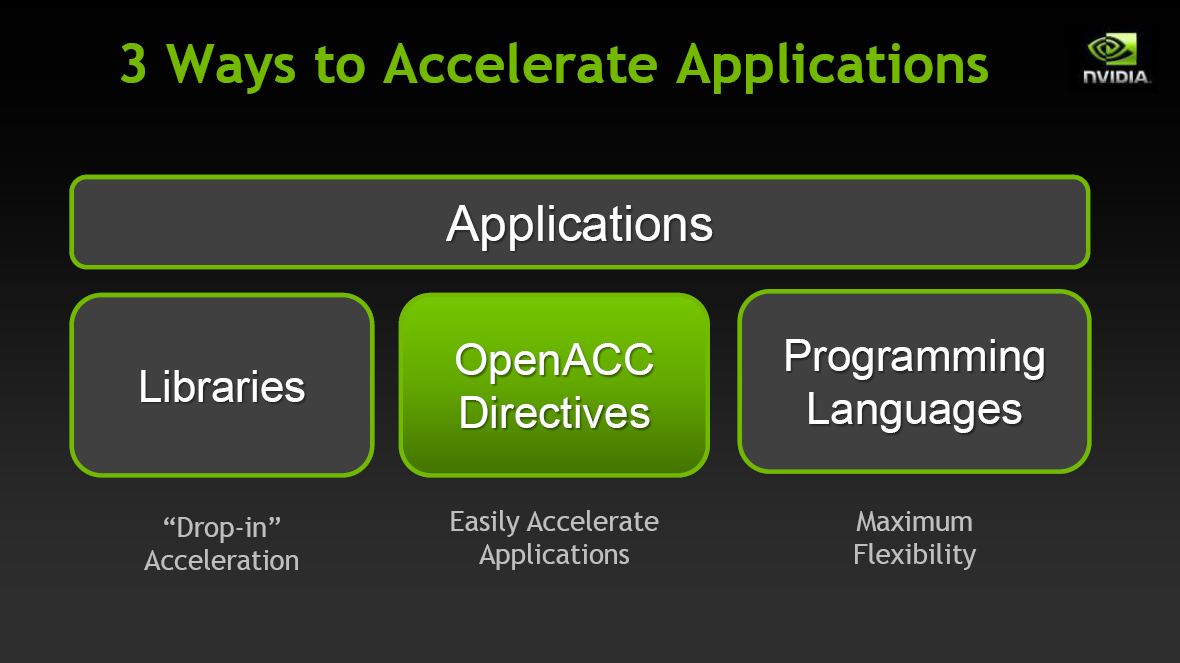 3 Ways to Accelerate Applications
NVIDIA
Applications
Libraries
OpenACC
Directives
Programming
Languages
“Drop-in”
Acceleration
Easily Accelerate
Applications
Maximum
Flexibility